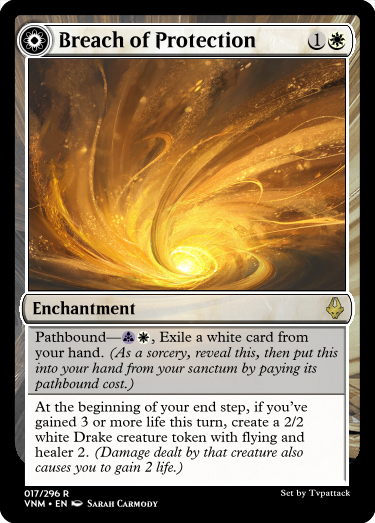 Breach of Protection 1
Enchantment
Pathbound—, Exile a white card from
your hand. (As a sorcery, reveal this, then put this
into your hand from your sanctum by paying its
pathbound cost.)
At the beginning of your end step, if you've
gained 3 or more life this turn, create a 2/2
white Drake creature token with flying and
healer 2. (Damage dealt by that creature also
causes you to gain 2 life.)
017/296 R
VNM • EN Sarah Carmody
Set by Tvpattack